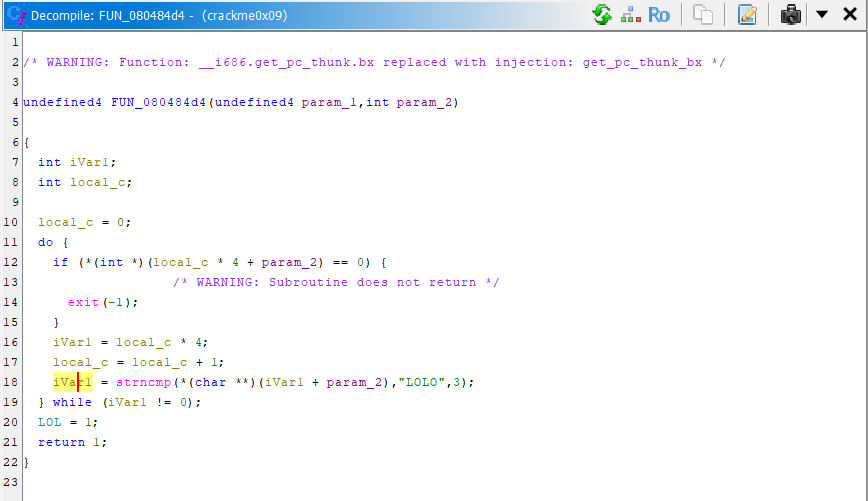 Decompile: FUN_080484d4 - (crackme0x09)
Ro
1
2 /* WARNING: Function: __i686.get_pc_thunk.bx replaced with injection: get_pc_thunk_bx */
3
4 undefined4 FUN_080484d4(undefined4 param_1,int param_2)
5
6 {
7   int iVar1;
8   int local_c;
9
10   local_c = 0;
11   do {
12     if (*(int *)(local_c * 4 + param_2) == 0) {
13                     /* WARNING: Subroutine does not return */
14       exit(-1);
15     }
16     iVar1 = local_c * 4;
17     local_c = local_c + 1;
18     iVar1 = strncmp(*(char **)(iVar1 + param_2),"LOLO",3);
19   } while (iVar1 != 0);
20   LOL = 1;
21   return 1;
22 }
23